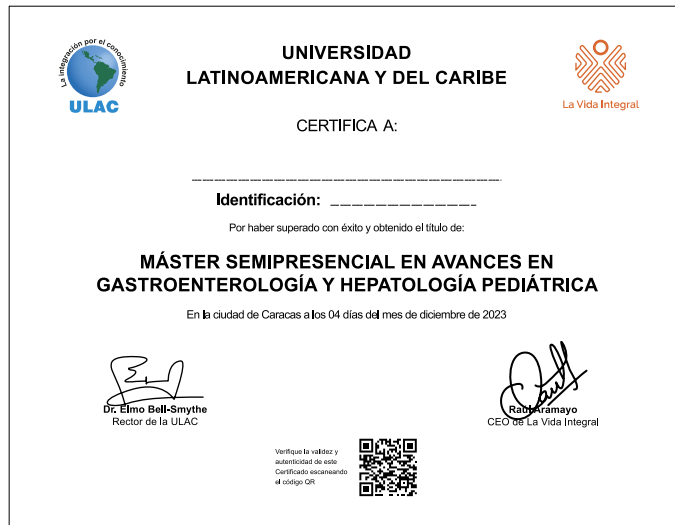 La integración por el conocimiento
ULAC
UNIVERSIDAD
LATINOAMERICANA Y DEL CARIBE
La Vida Integral
CERTIFICA A:
Identificación:
Por haber superado con éxito y obtenido el título de:
MÁSTER SEMIPRESENCIAL EN AVANCES EN
GASTROENTEROLOGÍA Y HEPATOLOGÍA PEDIÁTRICA
En la ciudad de Caracas a los 04 días del mes de diciembre de 2023
Dr. Elmo Bell-Smythe
Rector de la ULAC
Raúl Aramayo
CEO de La Vida Integral
Verifique la validez y
autenticidad de este
Certificado escaneando
el código QR